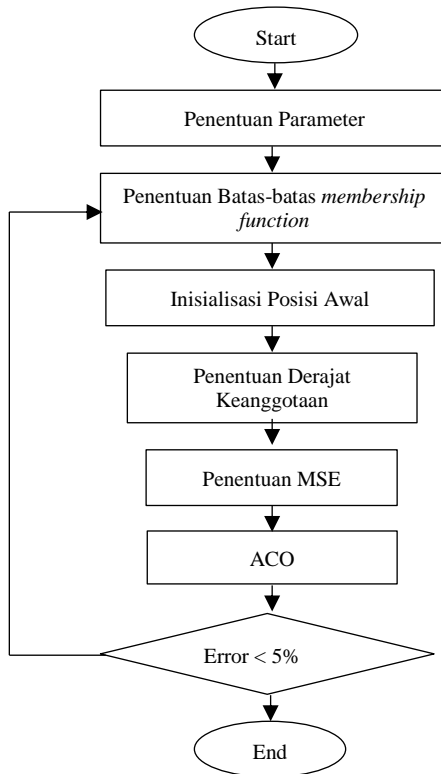 Start
Penentuan Parameter
Penentuan Batas-batas membership
function
Inisialisasi Posisi Awal
Penentuan Derajat
Keanggotaan
Penentuan MSE
ACO
Error < 5%
End